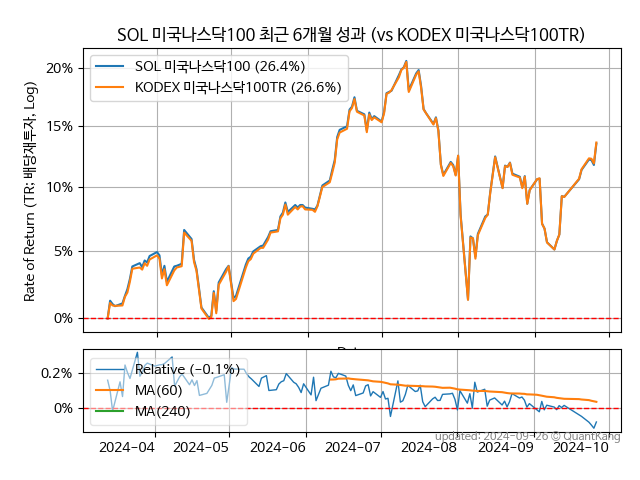 SOL 미국나스닥100 최근 6개월 성과 (vs KODEX 미국나스닥100TR)
Rate of Return (TR: 배당재투자, Log)
20%
15%
10%
5%
0%
SOL 미국나스닥100 (26.4%)
KODEX 미국나스닥100TR (26.6%)
0.2%
0%
Relative (−0.1%)
MA(60)
MA(240)
2024-04
2024-05
2024-06
2024-07
2024-08
2024-09
2024-10
updated: 2024-09-26 © QuantKang